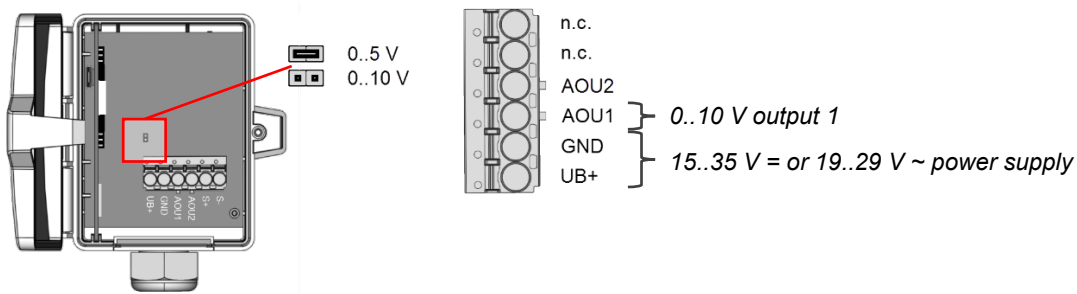 0..5 V
0..10 V
UB+
GND
AOU1
AOU2
S+
S-
n.c.
n.c.
AOU2
AOU1
0..10 V output 1
GND
UB+
15..35 V = or 19..29 V ~ power supply